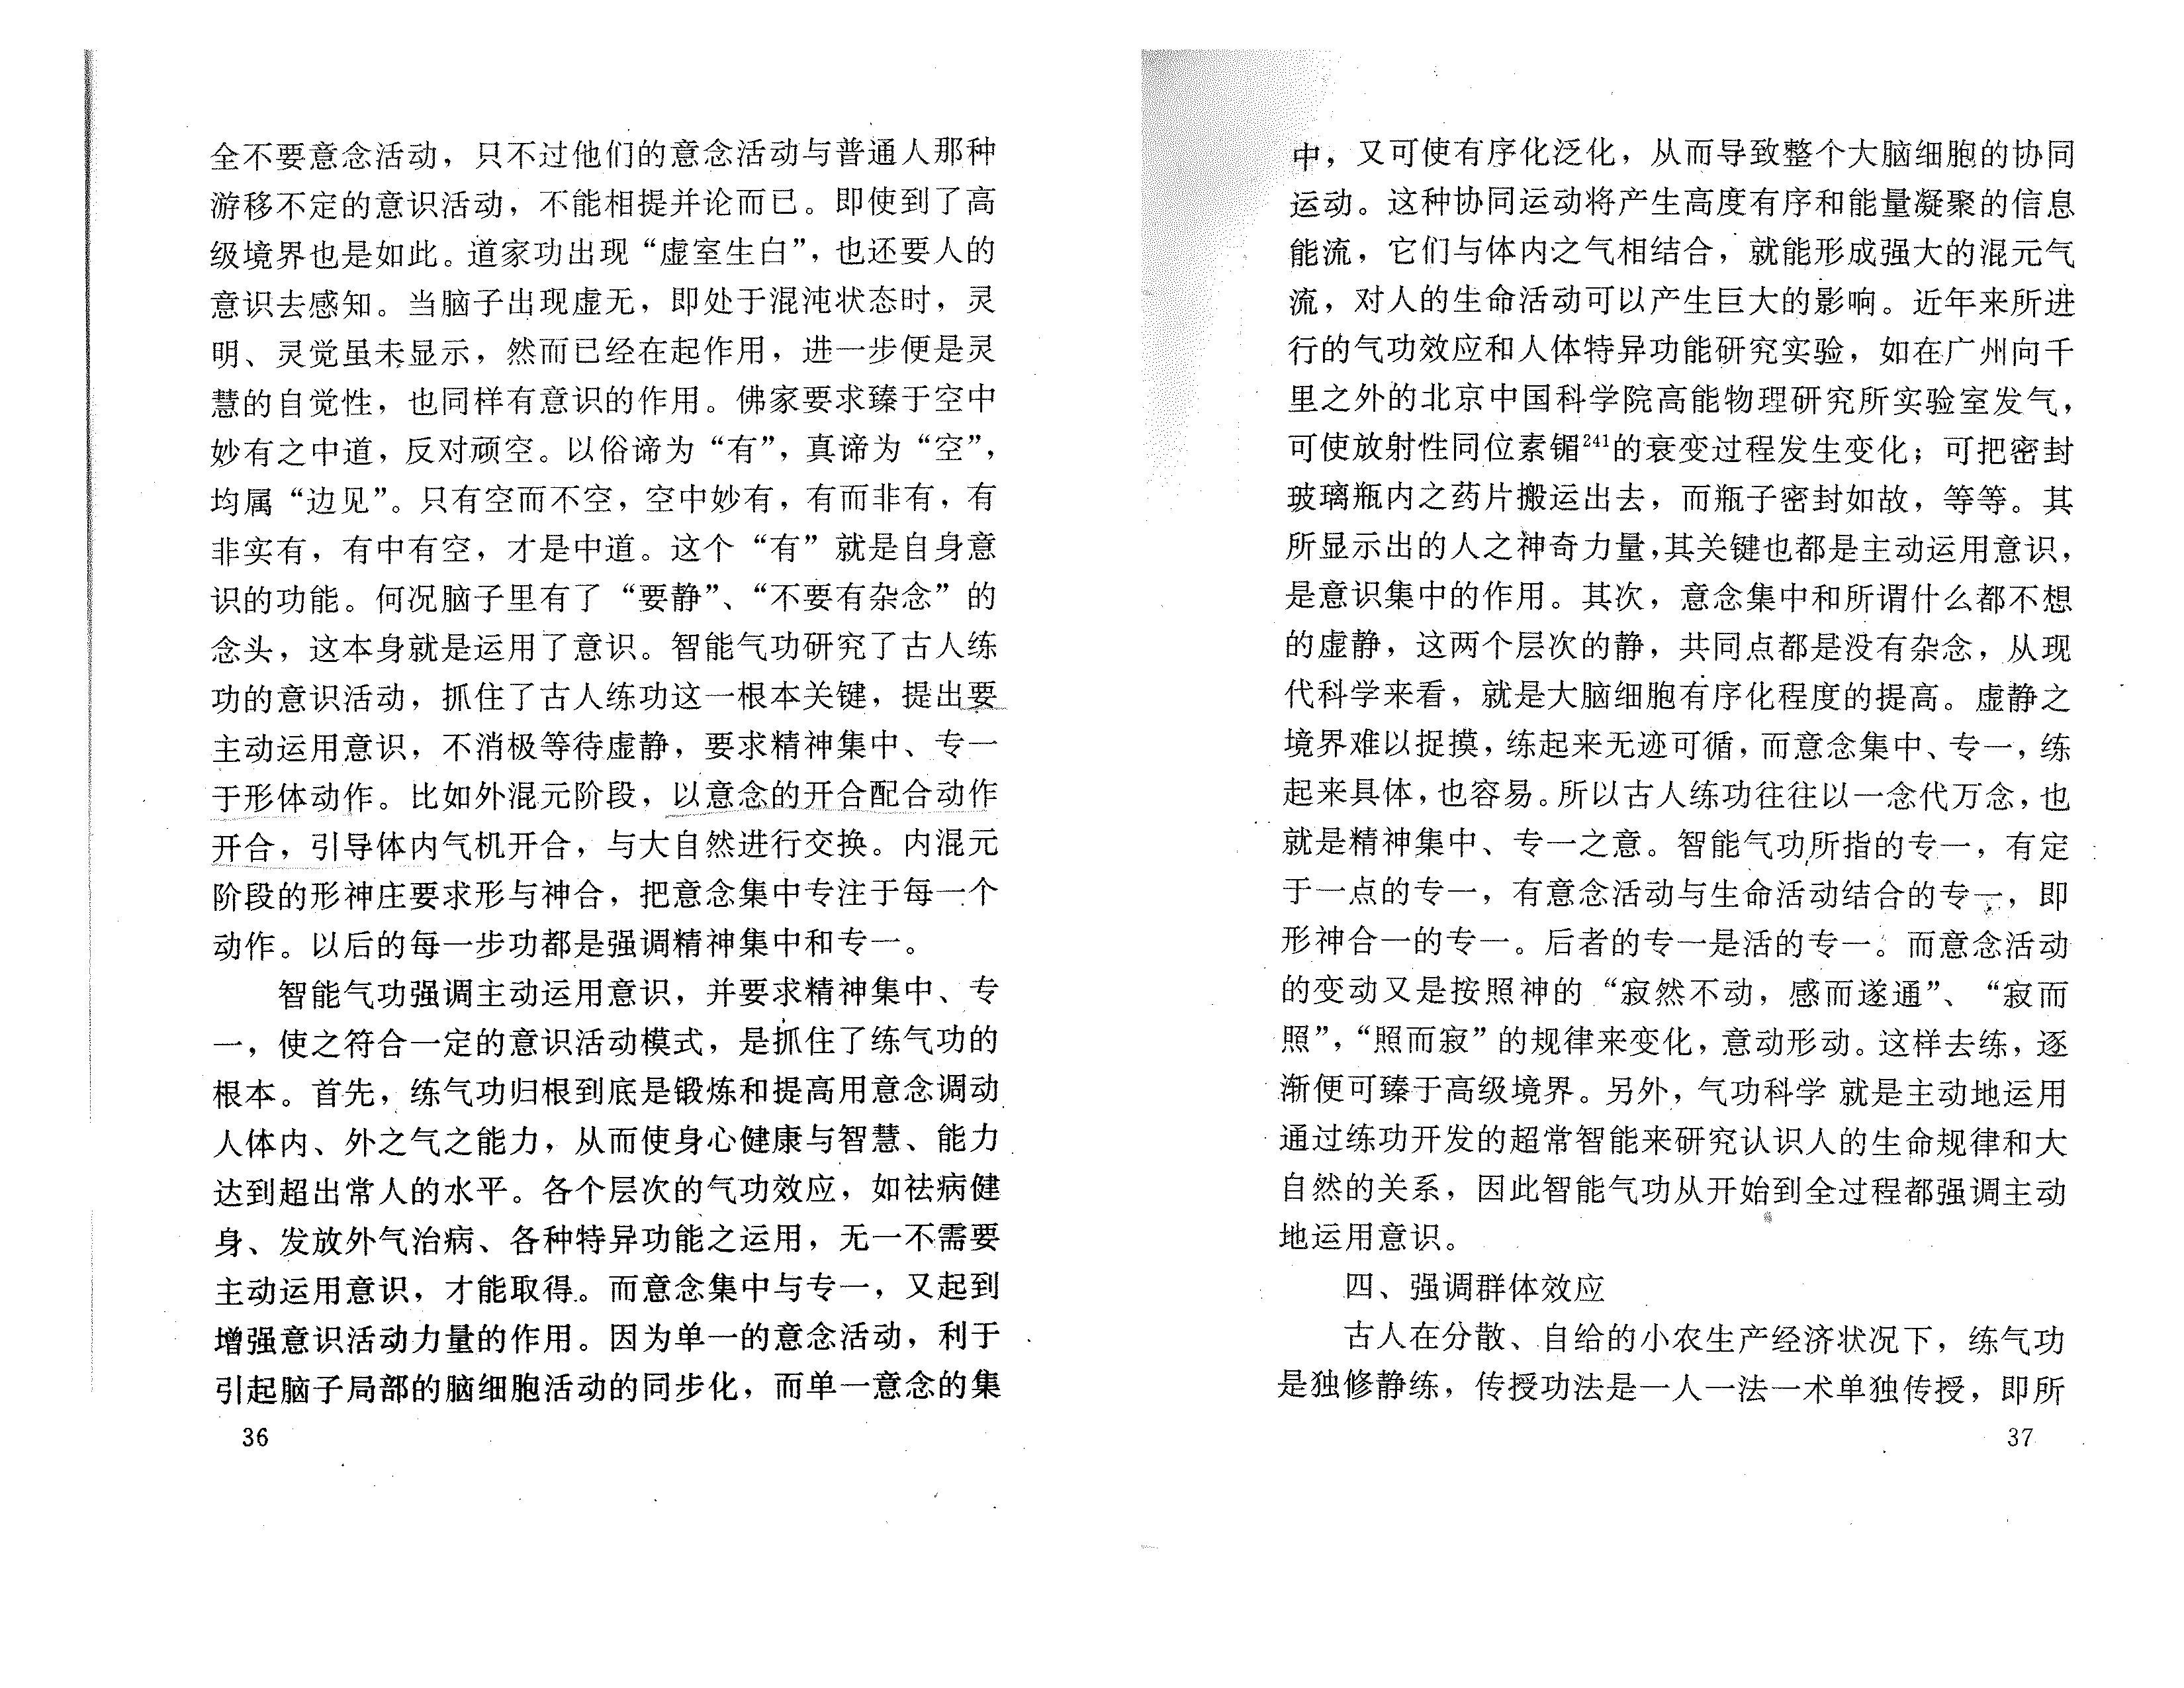 全不要意念活动，只不过他们的意念活动与普通人那种
游移不定的意识活动，不能相提并论而已。即使到了高
级境界也是如此。道家功出现“虚室生白”，也还要人的
意识去感知。当脑子出现虚无，即处于混沌状态时，灵
明、灵觉虽未显示，然而已经在起作用，进一步便是灵
慧的自觉性，也同样有意识的作用。佛家要求臻于空中
妙有之中道，反对顽空。以俗谛为“有”，真谛为“空”，
均属“边见”。只有空而不空，空中妙有，有而非有，有
非实有，有中有空，才是中道。这个“有”就是自身意
识的功能。何况脑子里有了“要静”、“不要有杂念”的
念头，这本身就是运用了意识。智能气功研究了古人练
功的意识活动，抓住了古人练功这一根本关键，提出要
主动运用意识，不消极等待虚静，要求精神集中、专一
于形体动作。比如外混元阶段，以意念的开合配合动作
开合，引导体内气机开合，与大自然进行交换。内混元
阶段的形神庄要求形与神合，把意念集中专注于每一个
动作。以后的每一步功都是强调精神集中和专一。
智能气功强调主动运用意识，并要求精神集中、专
一，使之符合一定的意识活动模式，是抓住了练气功的
根本。首先，练气功归根到底是锻炼和提高用意念调动
人体内、外之气之能力，从而使身心健康与智慧、能力
达到超出常人的水平。各个层次的气功效应，如祛病健
身、发放外气治病、各种特异功能之运用，无一不需要
主动运用意识，才能取得。而意念集中与专一，又起到
增强意识活动力量的作用。因为单一的意念活动，利于
引起脑子局部的脑细胞活动的同步化，而单一意念的集
36
中，又可使有序化泛化，从而导致整个大脑细胞的协同
运动。这种协同运动将产生高度有序和能量凝聚的信息
能流，它们与体内之气相结合，就能形成强大的混元气
流，对人的生命活动可以产生巨大的影响。近年来所进
行的气功效应和人体特异功能研究实验，如在广州向千
里之外的北京中国科学院高能物理研究所实验室发气，
可使放射性同位素镅²⁴¹的衰变过程发生变化；可把密封
玻璃瓶内之药片搬运出去，而瓶子密封如故，等等。其
所显示出的人之神奇力量，其关键也都是主动运用意识，
是意识集中的作用。其次，意念集中和所谓什么都不想
的虚静，这两个层次的静，共同点都是没有杂念，从现
代科学来看，就是大脑细胞有序化程度的提高。虚静之
境界难以捉摸，练起来无迹可循，而意念集中、专一，练
起来具体，也容易。所以古人练功往往以一念代万念，也
就是精神集中、专一之意。智能气功所指的专一，有定
于一点的专一，有意念活动与生命活动结合的专一，即
形神合一的专一。后者的专一是活的专一。而意念活动
的变动又是按照神的“寂然不动，感而遂通”、“寂而
照”，“照而寂”的规律来变化，意动形动。这样去练，逐
渐便可臻于高级境界。另外，气功科学 就是主动地运用
通过练功开发的超常智能来研究认识人的生命规律和大
自然的关系，因此智能气功从开始到全过程都强调主动
地运用意识。
四、强调群体效应
古人在分散、自给的小农生产经济状况下，练气功
是独修静练，传授功法是一人一法一术单独传授，即所
37